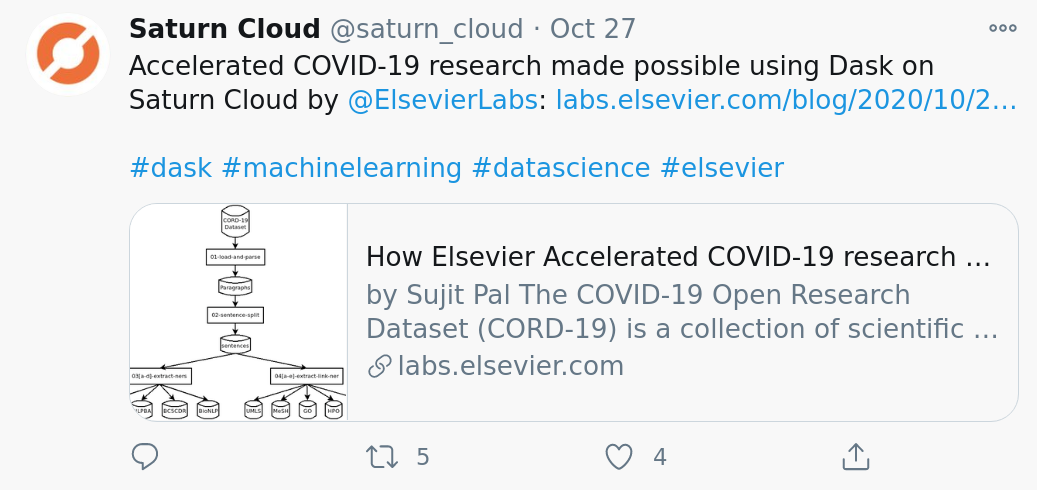 Saturn Cloud @saturn_cloud · Oct 27
Accelerated COVID-19 research made possible using Dask on
Saturn Cloud by @ElsevierLabs: labs.elsevier.com/blog/2020/10/2…
#dask #machinelearning #datascience #elsevier
CORD-19
Dataset
01-load-and-parse
Paragraphs
02-sentence-split
sentences
03[a-d]-extract-ners
04[a-e]-extract-link-ner
BC5CDR
BioNLP
UMLS
MeSH
GO
HPO
How Elsevier Accelerated COVID-19 research …
by Sujit Pal The COVID-19 Open Research
Dataset (CORD-19) is a collection of scientific …
labs.elsevier.com
5
4